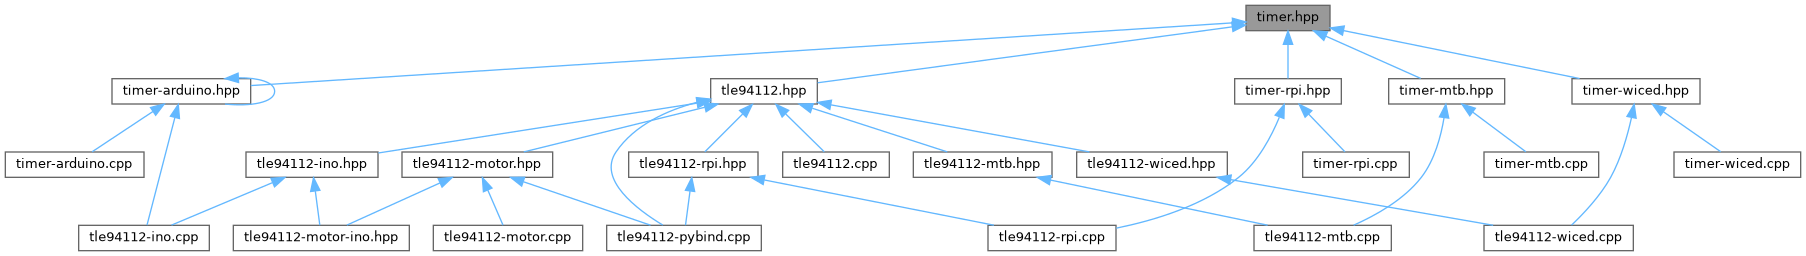 timer.hpp
timer-arduino.hpp
tle94112.hpp
timer-rpi.hpp
timer-mtb.hpp
timer-wiced.hpp
timer-arduino.cpp
tle94112-ino.hpp
tle94112-motor.hpp
tle94112-rpi.hpp
tle94112.cpp
tle94112-mtb.hpp
tle94112-wiced.hpp
timer-rpi.cpp
timer-mtb.cpp
timer-wiced.cpp
tle94112-ino.cpp
tle94112-motor-ino.hpp
tle94112-motor.cpp
tle94112-pybind.cpp
tle94112-rpi.cpp
tle94112-mtb.cpp
tle94112-wiced.cpp